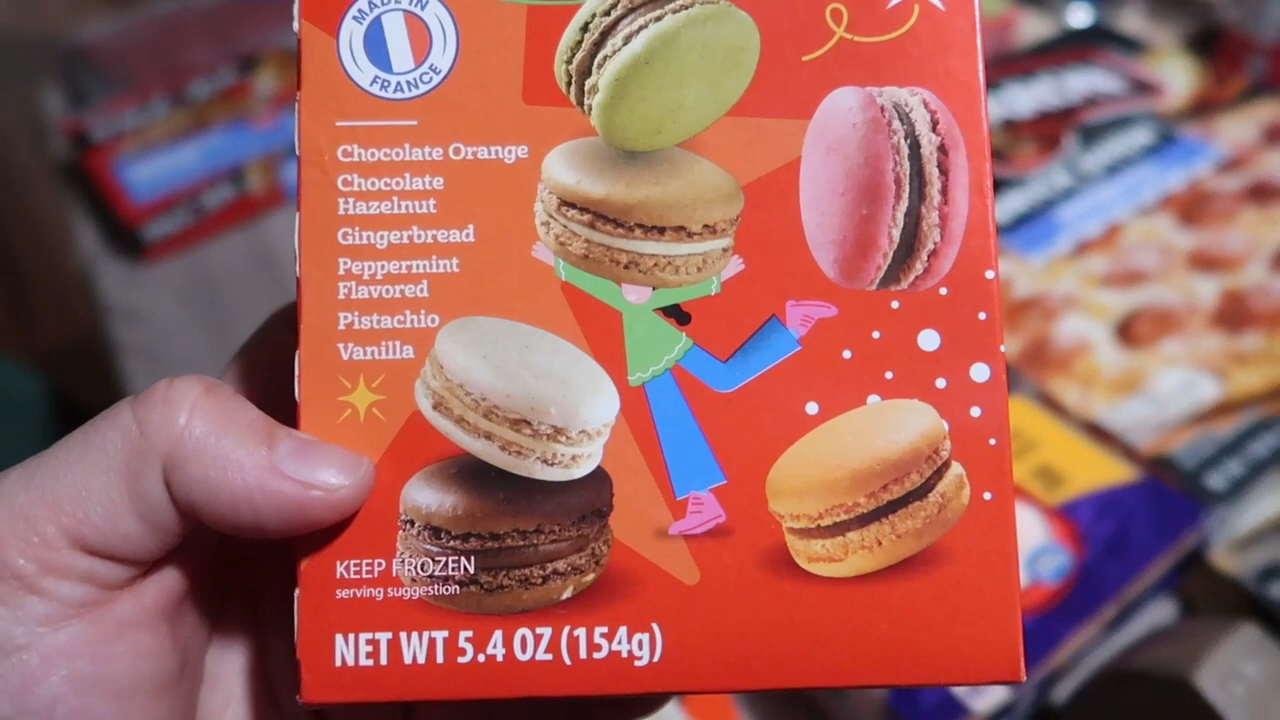 MADE IN
FRANCE
Chocolate Orange
Chocolate
Hazelnut
Gingerbread
Peppermint
Flavored
Pistachio
Vanilla
KEEP FROZEN
serving suggestion
NET WT 5.4 OZ (154g)